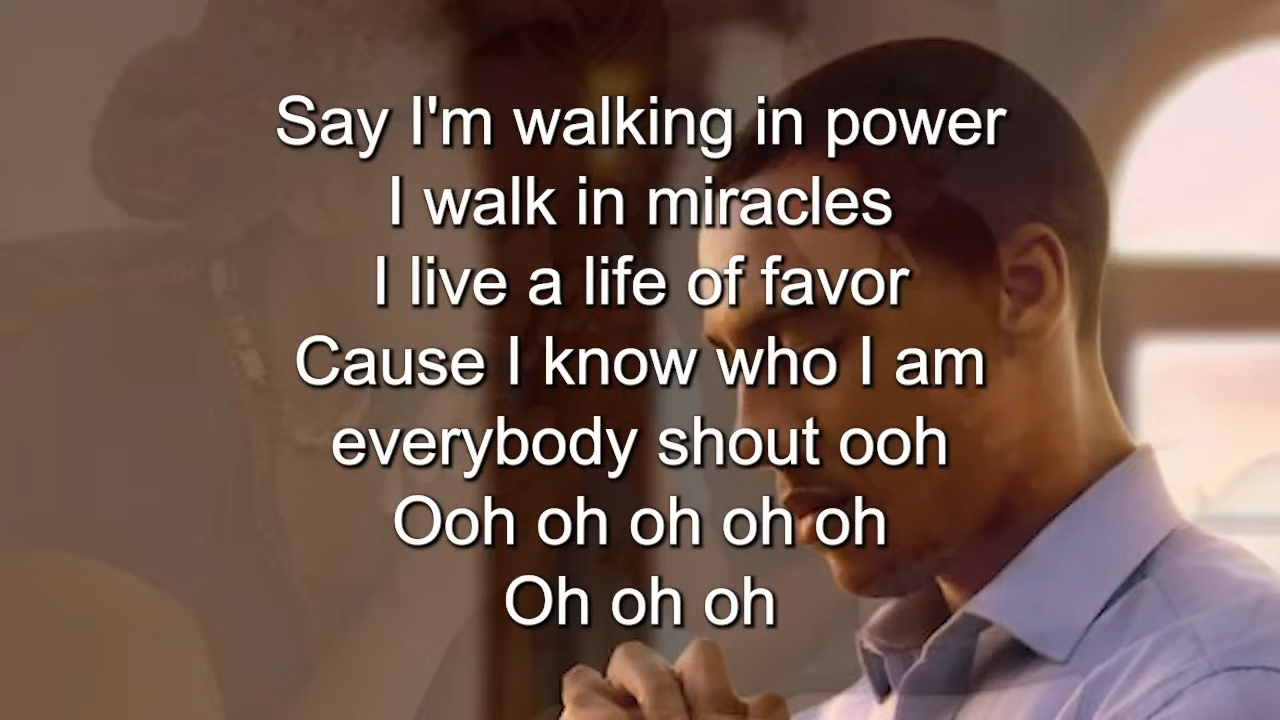 Say I'm walking in power
I walk in miracles
I live a life of favor
Cause I know who I am
everybody shout ooh
Ooh oh oh oh oh
Oh oh oh